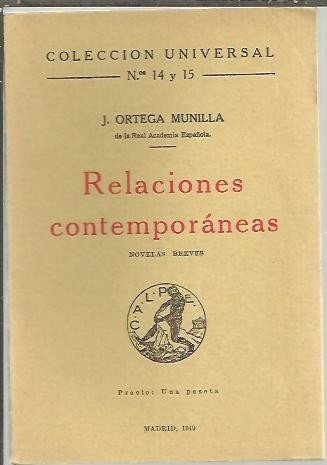 COLECCION UNIVERSAL
N.os 14 y 15
J. ORTEGA MUNILLA
de la Real Academia Española.
Relaciones
contemporáneas
NOVELAS BREVES
CALPE
Precio: Una peseta
MADRID, 1919